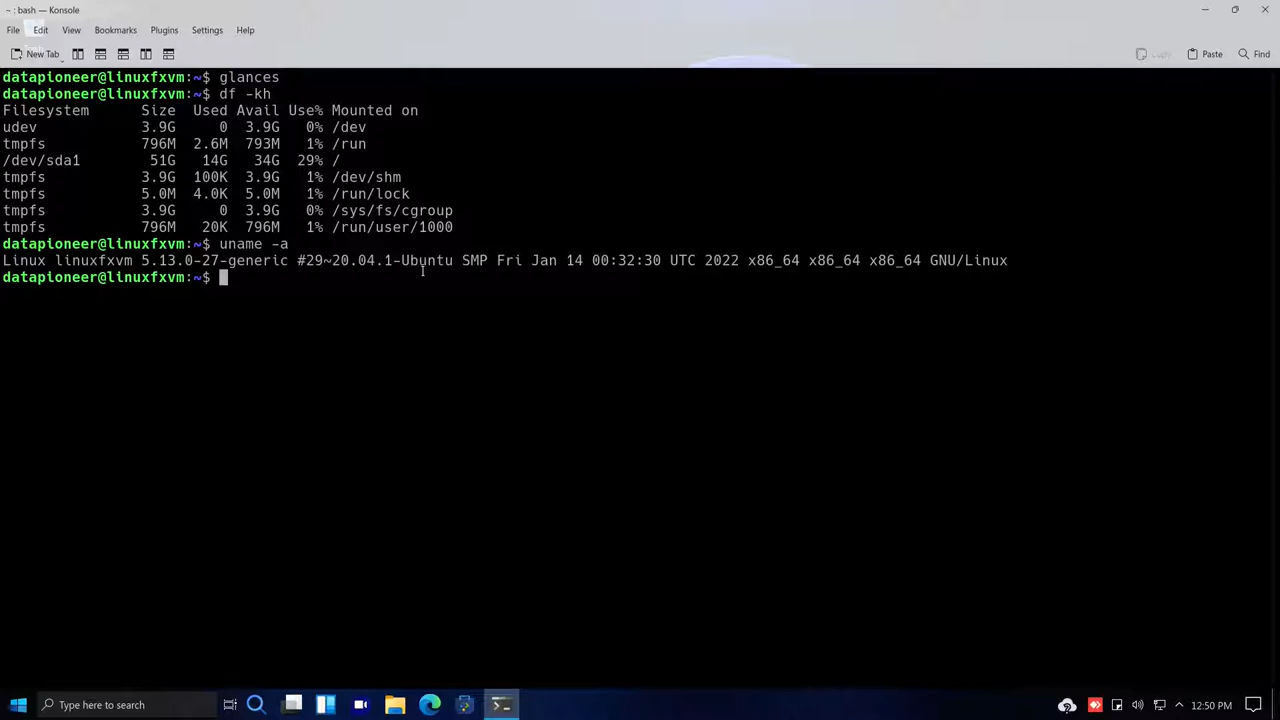 ~ : bash — Konsole
File Edit View Bookmarks Plugins Settings Help
New Tab Copy Paste Find
datapioneer@linuxfxvm:~$ glances
datapioneer@linuxfxvm:~$ df -kh
Filesystem Size Used Avail Use% Mounted on
udev 3.9G 0 3.9G 0% /dev
tmpfs 796M 2.6M 793M 1% /run
/dev/sda1 51G 14G 34G 29% /
tmpfs 3.9G 100K 3.9G 1% /dev/shm
tmpfs 5.0M 4.0K 5.0M 1% /run/lock
tmpfs 3.9G 0 3.9G 0% /sys/fs/cgroup
tmpfs 796M 20K 796M 1% /run/user/1000
datapioneer@linuxfxvm:~$ uname -a
Linux linuxfxvm 5.13.0-27-generic #29~20.04.1-Ubuntu SMP Fri Jan 14 00:32:30 UTC 2022 x86_64 x86_64 x86_64 GNU/Linux
datapioneer@linuxfxvm:~$
Type here to search
12:50 PM